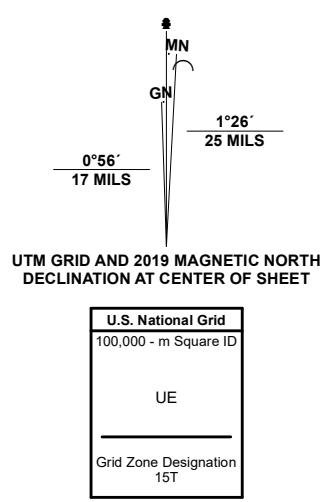 MN
GN
1°26´
25 MILS
0°56´
17 MILS
UTM GRID AND 2019 MAGNETIC NORTH
DECLINATION AT CENTER OF SHEET
U.S. National Grid
100,000 - m Square ID
UE
Grid Zone Designation
15T